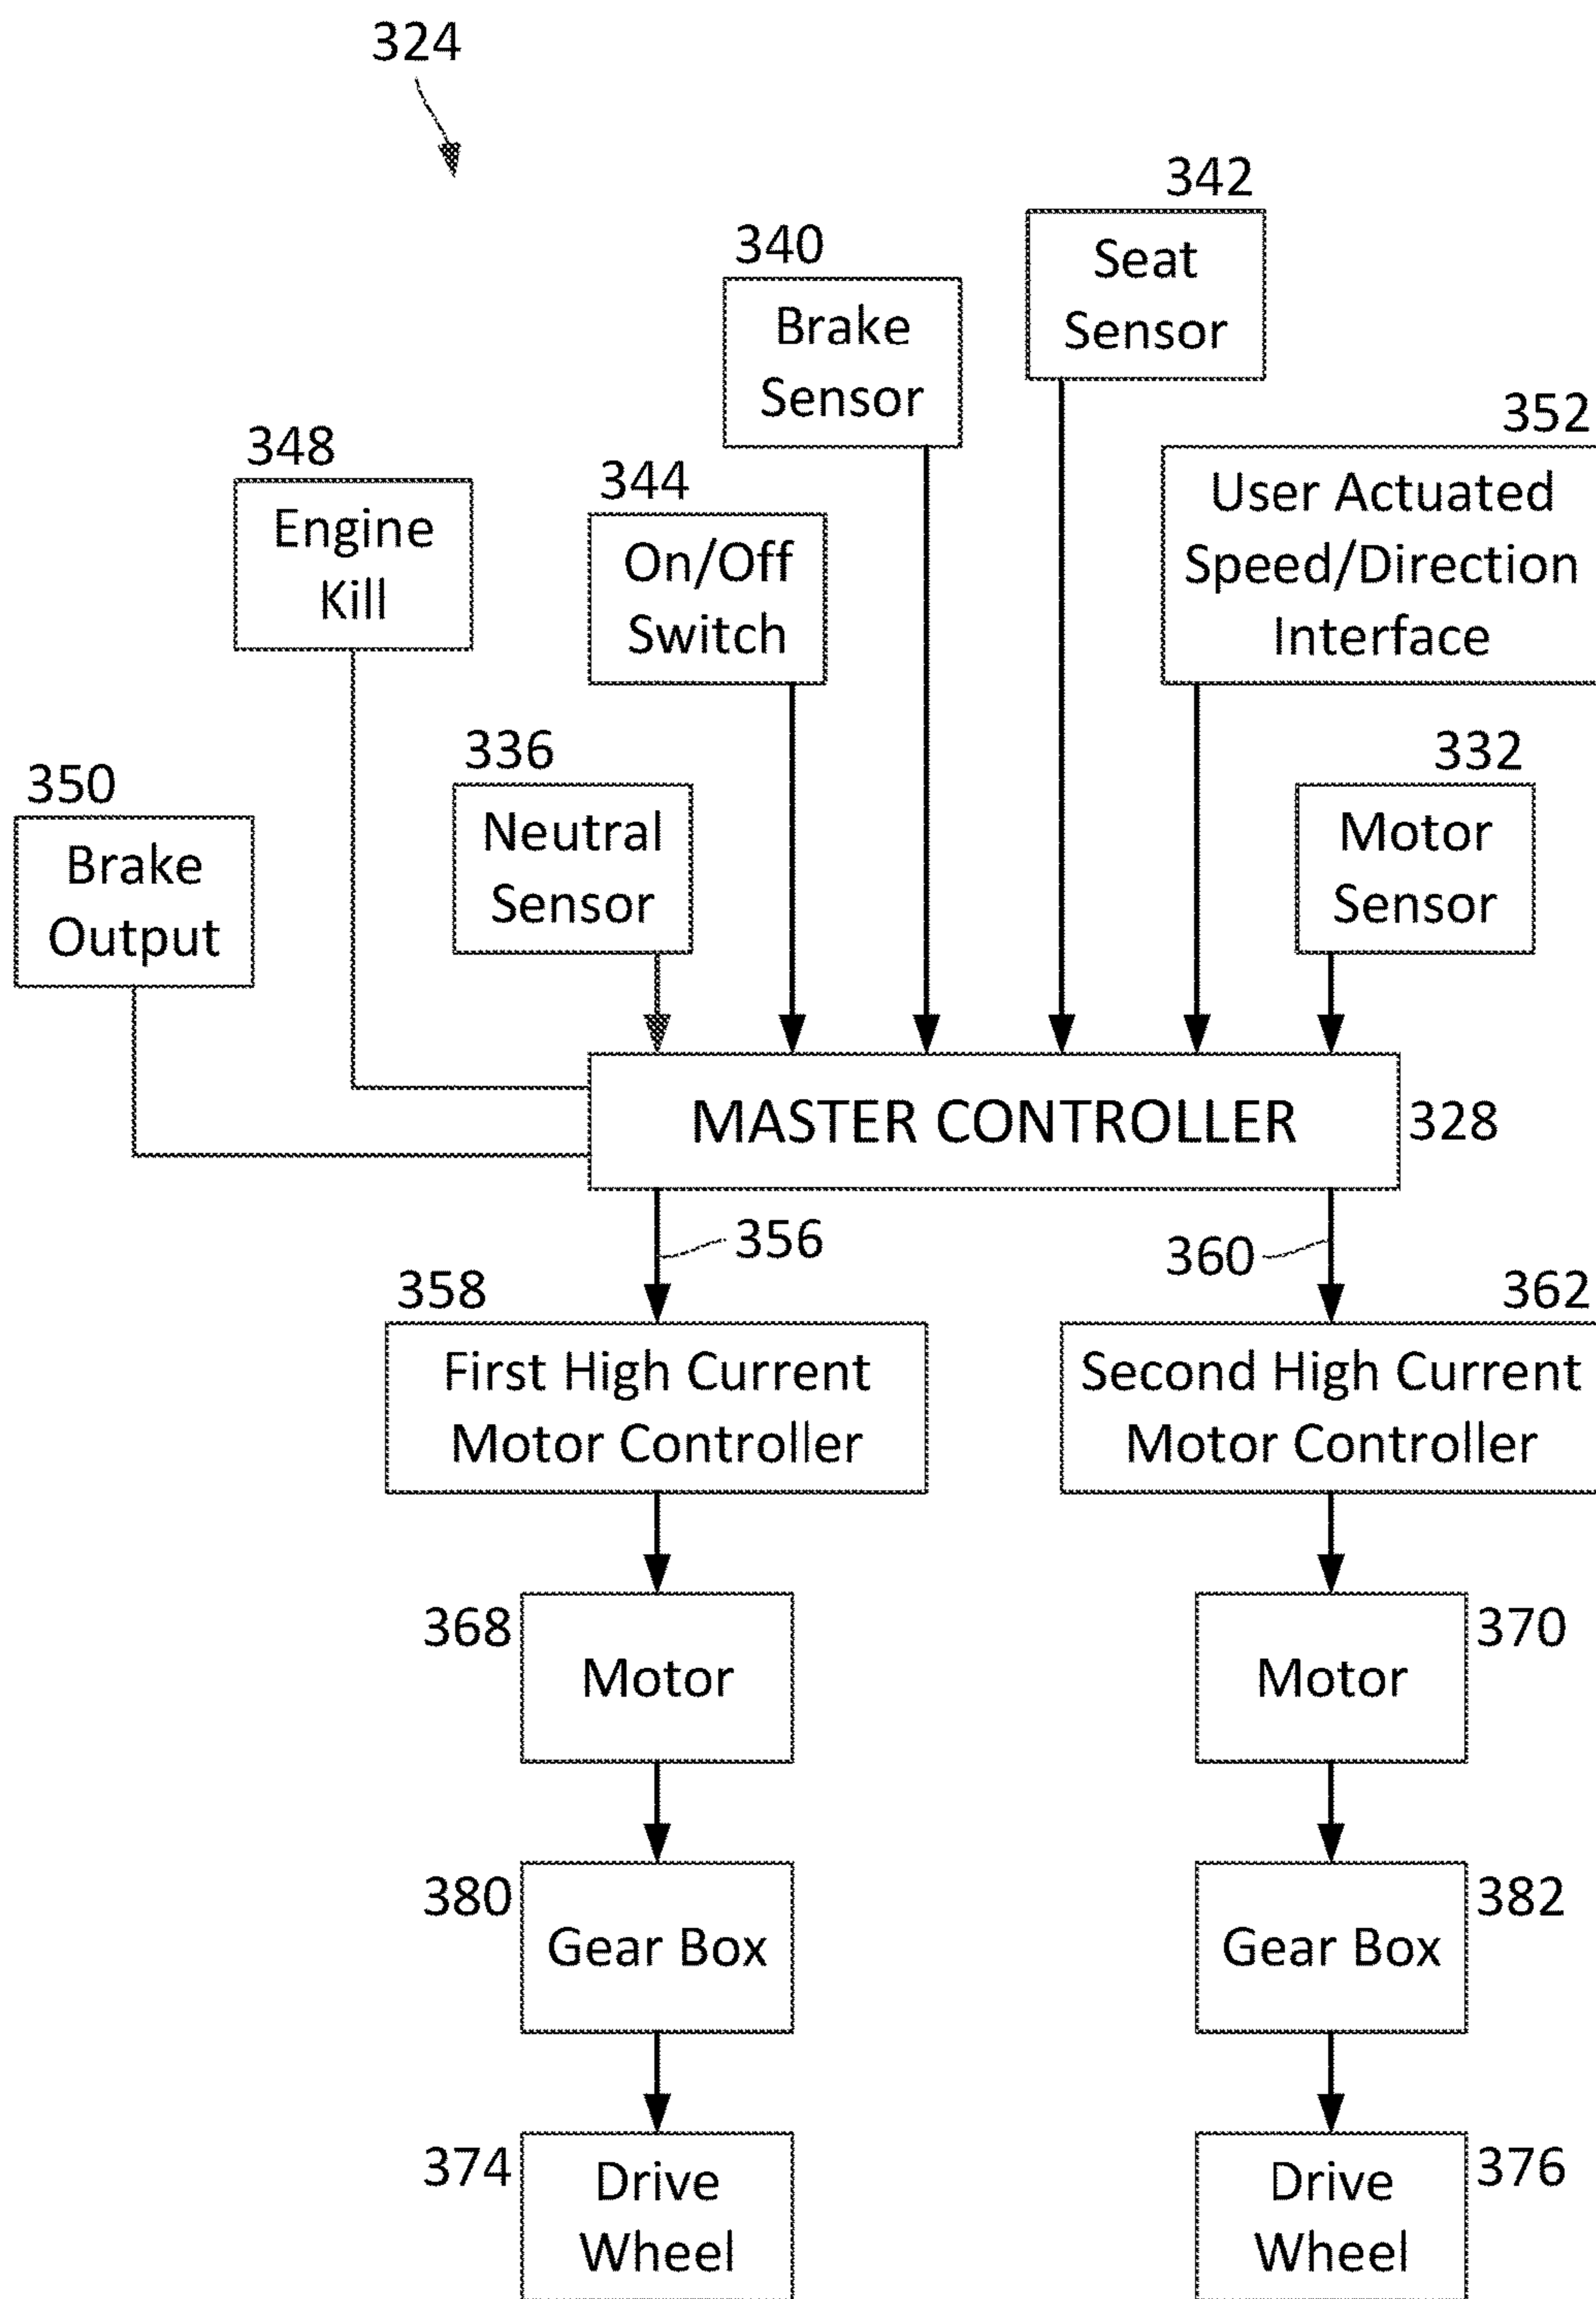 324
342
Seat
Sensor
340
Brake
Sensor
352
User Actuated
Speed/Direction
Interface
348
Engine
Kill
344
On/Off
Switch
336
Neutral
Sensor
332
Motor
Sensor
350
Brake
Output
MASTER CONTROLLER
328
356
360
358
First High Current
Motor Controller
362
Second High Current
Motor Controller
368
Motor
370
Motor
380
Gear Box
382
Gear Box
374
Drive
Wheel
376
Drive
Wheel